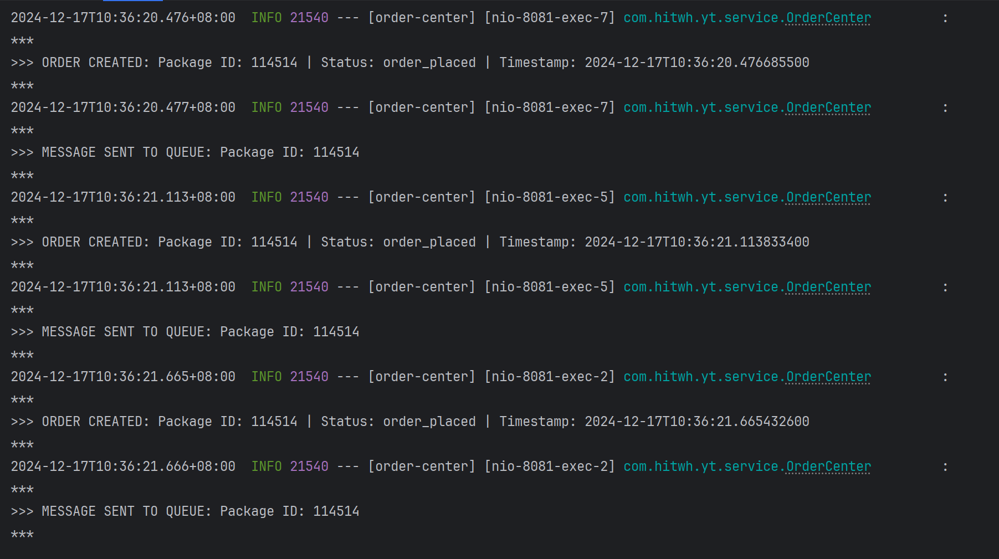 2024-12-17T10:36:20.476+08:00  INFO 21540 --- [order-center] [nio-8081-exec-7] com.hitwh.yt.service.OrderCenter         :
***
>>> ORDER CREATED: Package ID: 114514 | Status: order_placed | Timestamp: 2024-12-17T10:36:20.476685500
***
2024-12-17T10:36:20.477+08:00  INFO 21540 --- [order-center] [nio-8081-exec-7] com.hitwh.yt.service.OrderCenter         :
***
>>> MESSAGE SENT TO QUEUE: Package ID: 114514
***
2024-12-17T10:36:21.113+08:00  INFO 21540 --- [order-center] [nio-8081-exec-5] com.hitwh.yt.service.OrderCenter         :
***
>>> ORDER CREATED: Package ID: 114514 | Status: order_placed | Timestamp: 2024-12-17T10:36:21.113833400
***
2024-12-17T10:36:21.113+08:00  INFO 21540 --- [order-center] [nio-8081-exec-5] com.hitwh.yt.service.OrderCenter         :
***
>>> MESSAGE SENT TO QUEUE: Package ID: 114514
***
2024-12-17T10:36:21.665+08:00  INFO 21540 --- [order-center] [nio-8081-exec-2] com.hitwh.yt.service.OrderCenter         :
***
>>> ORDER CREATED: Package ID: 114514 | Status: order_placed | Timestamp: 2024-12-17T10:36:21.665432600
***
2024-12-17T10:36:21.666+08:00  INFO 21540 --- [order-center] [nio-8081-exec-2] com.hitwh.yt.service.OrderCenter         :
***
>>> MESSAGE SENT TO QUEUE: Package ID: 114514
***